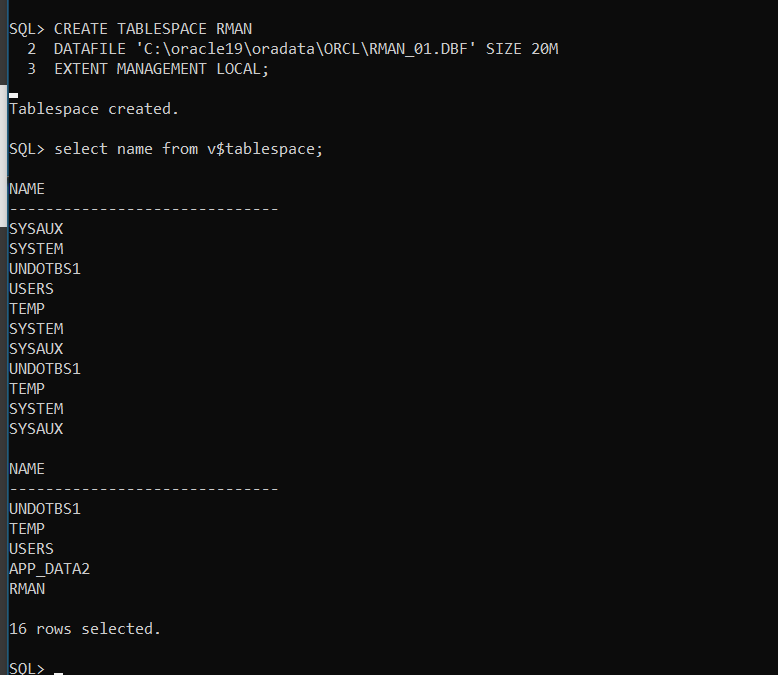 SQL> CREATE TABLESPACE RMAN
  2  DATAFILE 'C:\oracle19\oradata\ORCL\RMAN_01.DBF' SIZE 20M
  3  EXTENT MANAGEMENT LOCAL;
Tablespace created.
SQL> select name from v$tablespace;
NAME
------------------------------
SYSAUX
SYSTEM
UNDOTBS1
USERS
TEMP
SYSTEM
SYSAUX
UNDOTBS1
TEMP
SYSTEM
SYSAUX
NAME
------------------------------
UNDOTBS1
TEMP
USERS
APP_DATA2
RMAN
16 rows selected.
SQL> _